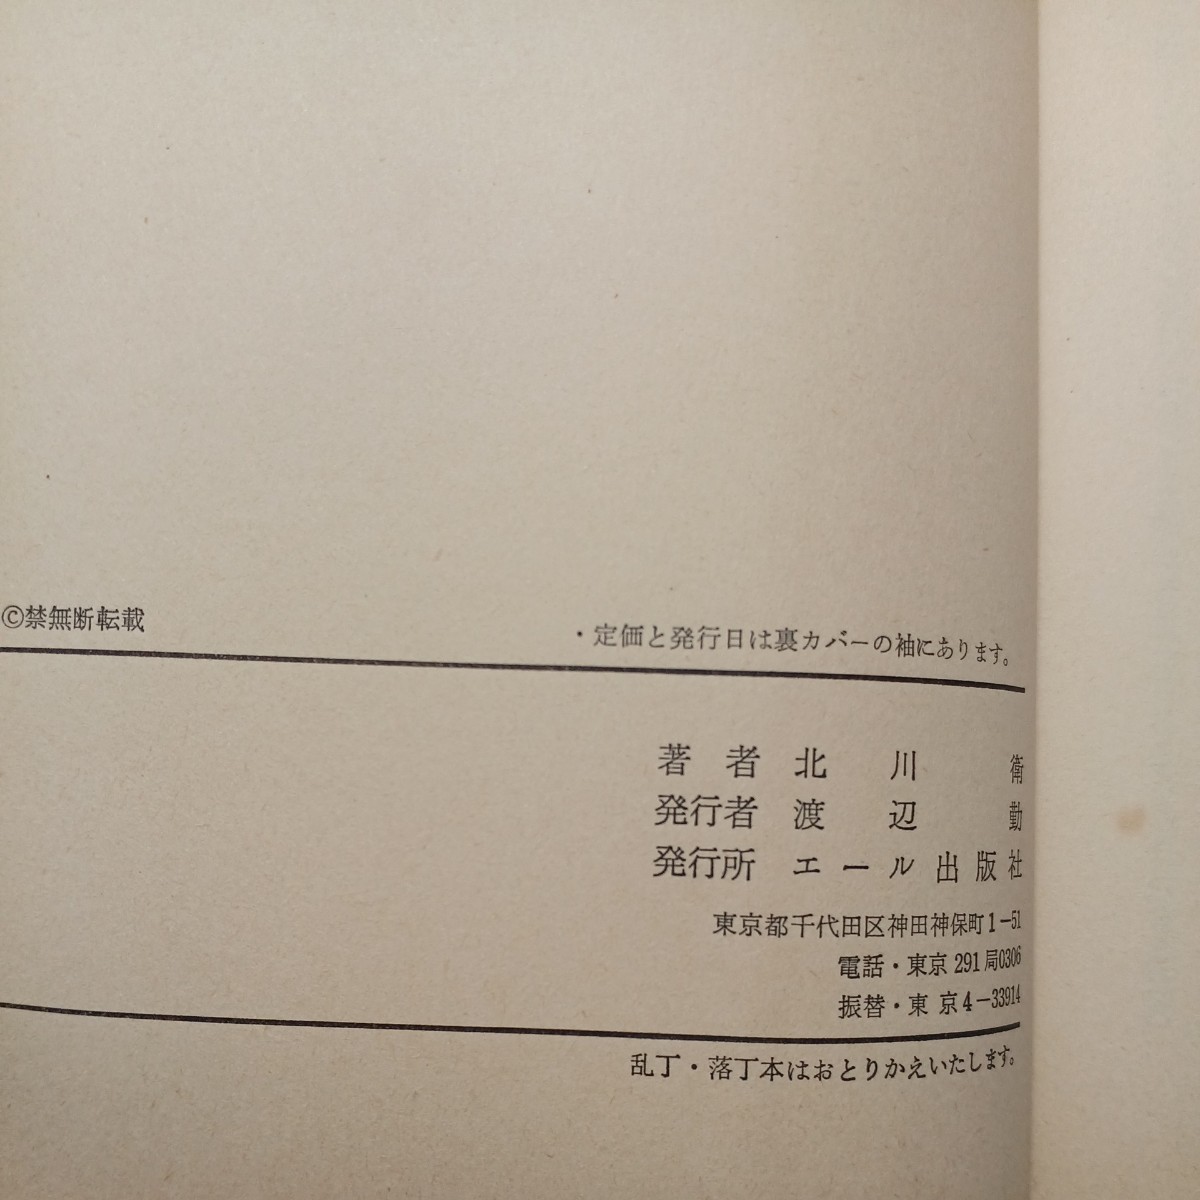 ©禁無断転載
・定価と発行日は裏カバーの袖にあります。
著者 北川衛
発行者 渡辺勤
発行所 エール出版社
東京都千代田区神田神保町1-51
電話・東京291局0306
振替・東京4-33914
乱丁・落丁本はおとりかえいたします。